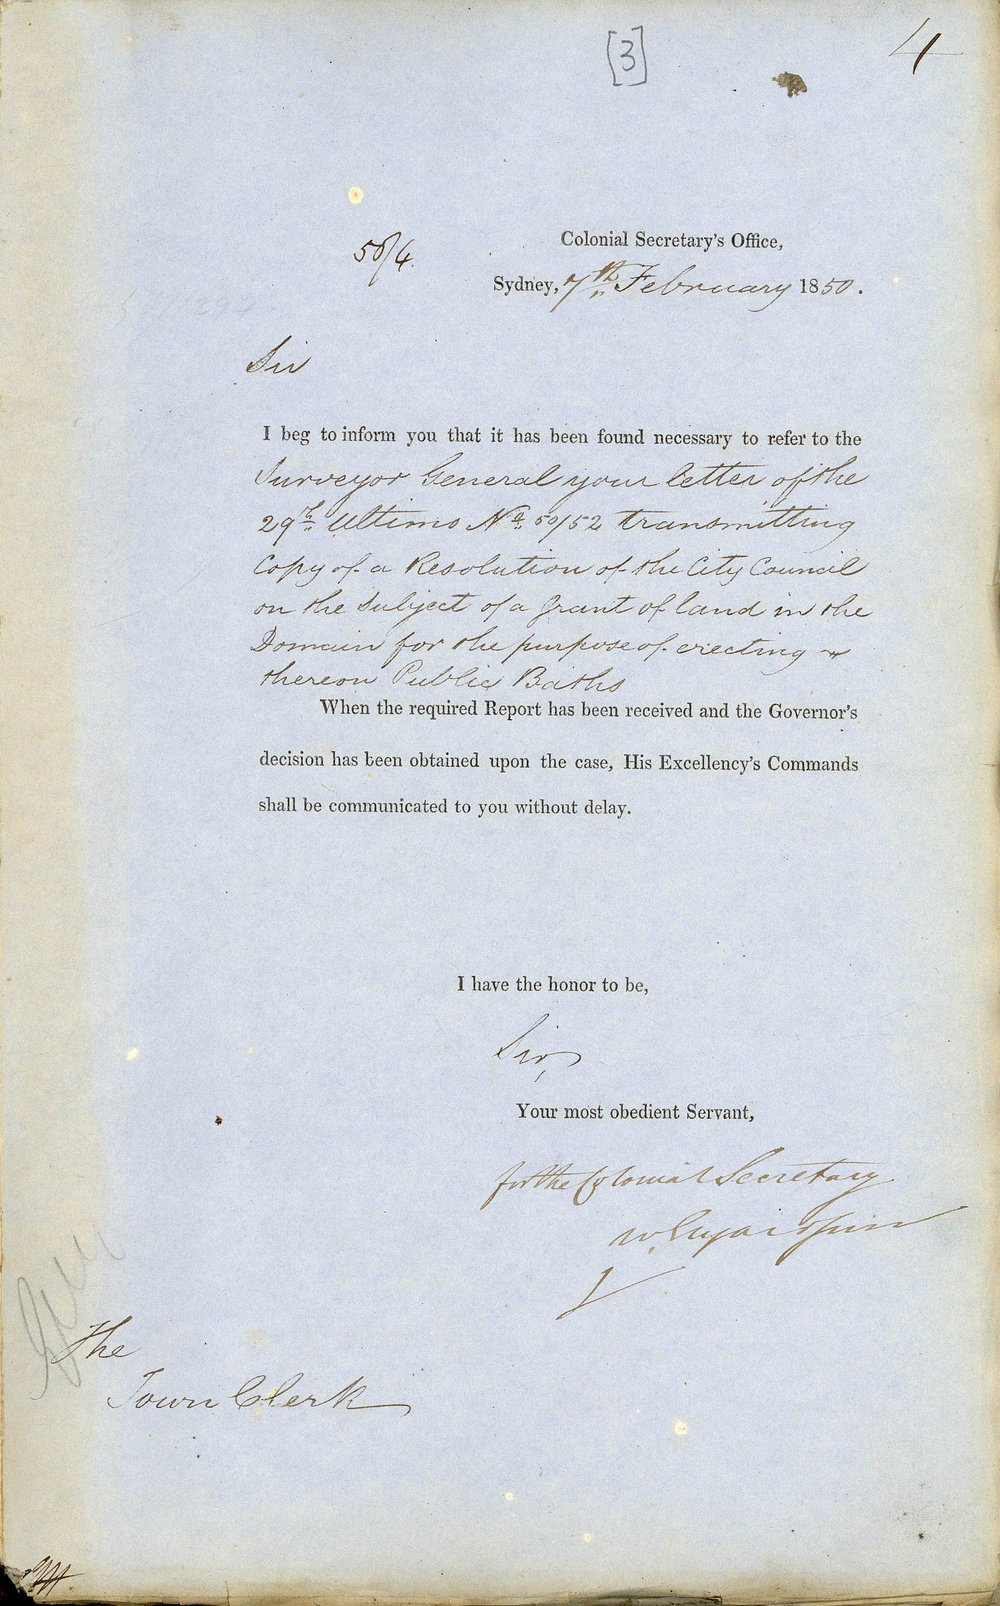 [3]
4
Colonial Secretary's Office,
50/4.
Sydney, 7th February 1850.
Sir
I beg to inform you that it has been found necessary to refer to the
Surveyor General your letter of the
29th Ultimo No. 50/52 transmitting
Copy of a Resolution of the City Council
on the subject of a grant of land in the
Domain for the purpose of erecting
thereon Public Baths
When the required Report has been received and the Governor's
decision has been obtained upon the case, His Excellency's Commands
shall be communicated to you without delay.
I have the honor to be,
Sir,
Your most obedient Servant,
for the Colonial Secretary
W. Elyard Junr
The
Town Clerk